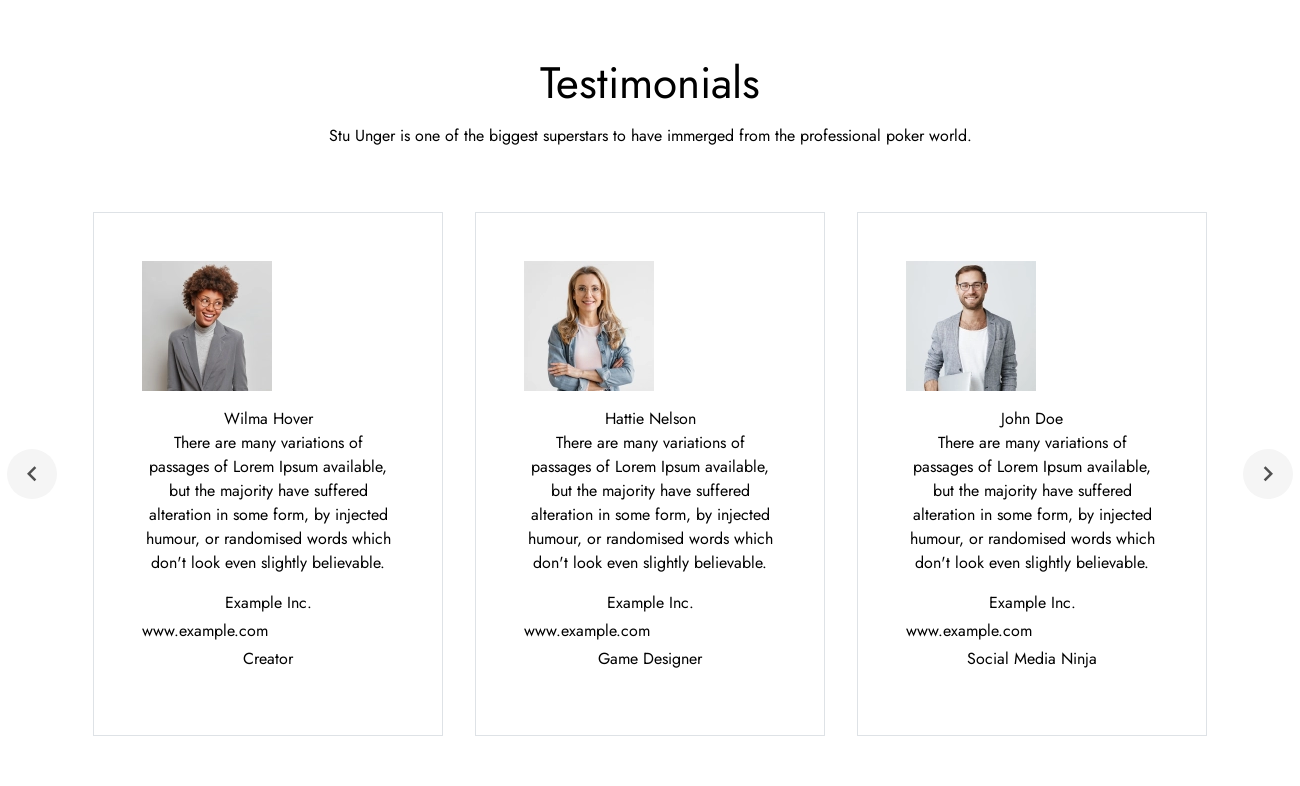 Testimonials
Stu Unger is one of the biggest superstars to have immerged from the professional poker world.
Wilma Hover
There are many variations of
passages of Lorem Ipsum available,
but the majority have suffered
alteration in some form, by injected
humour, or randomised words which
don't look even slightly believable.
Example Inc.
www.example.com
Creator
Hattie Nelson
There are many variations of
passages of Lorem Ipsum available,
but the majority have suffered
alteration in some form, by injected
humour, or randomised words which
don't look even slightly believable.
Example Inc.
www.example.com
Game Designer
John Doe
There are many variations of
passages of Lorem Ipsum available,
but the majority have suffered
alteration in some form, by injected
humour, or randomised words which
don't look even slightly believable.
Example Inc.
www.example.com
Social Media Ninja